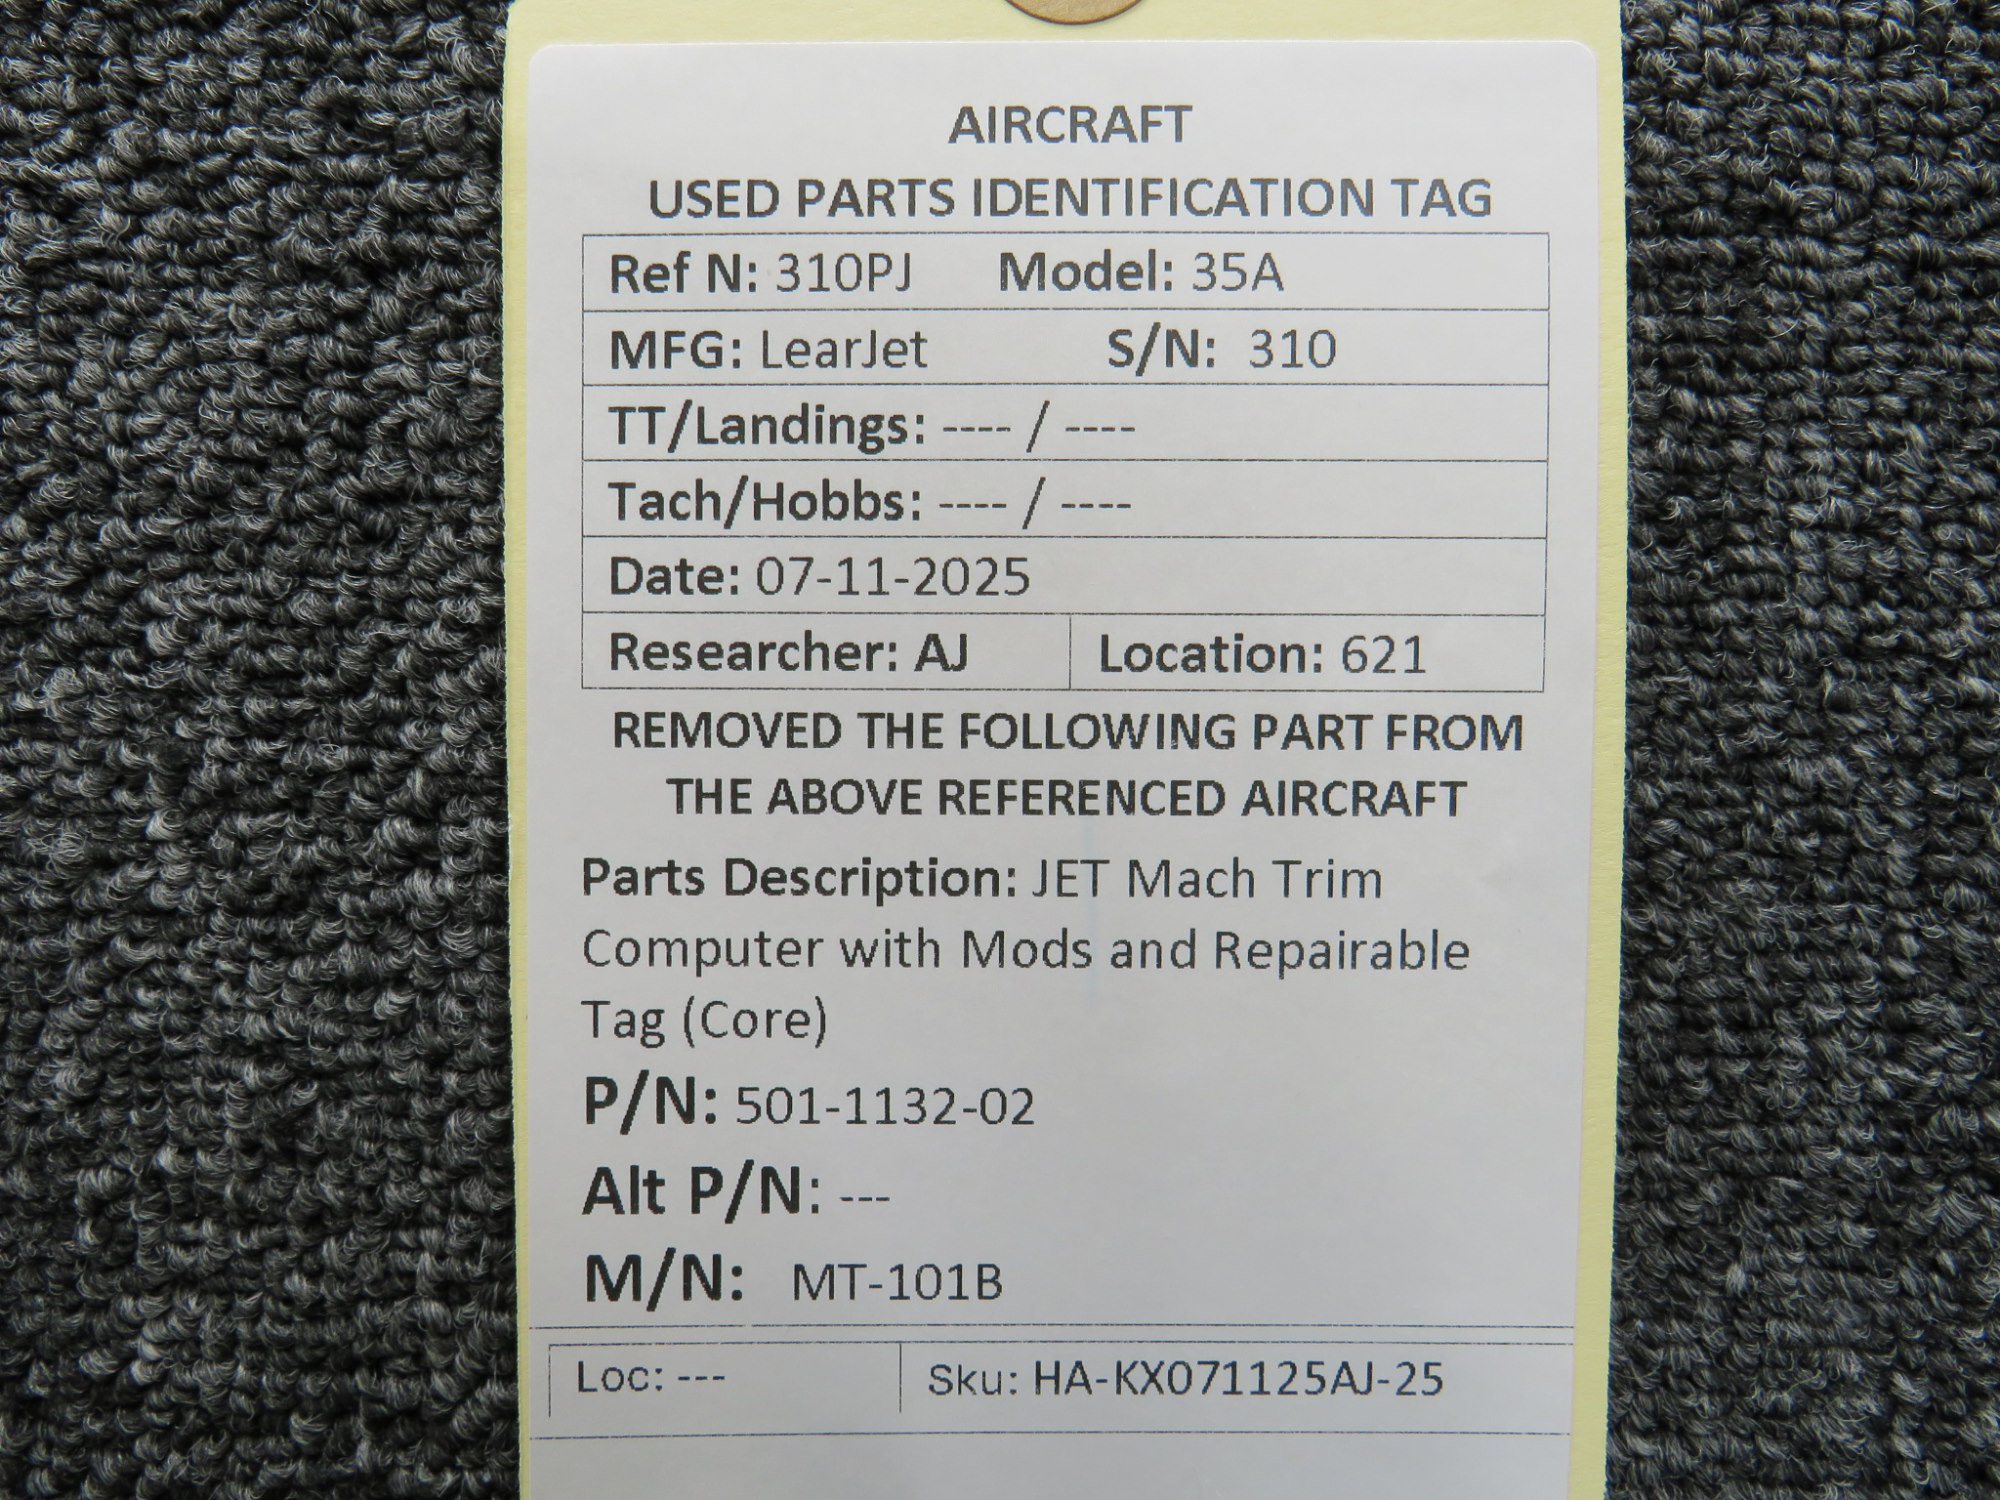 AIRCRAFT
USED PARTS IDENTIFICATION TAG
Ref N: 310PJ Model: 35A
MFG: LearJet S/N: 310
TT/Landings: ---- / ----
Tach/Hobbs: ---- / ----
Date: 07-11-2025
Researcher: AJ Location: 621
REMOVED THE FOLLOWING PART FROM
THE ABOVE REFERENCED AIRCRAFT
Parts Description: JET Mach Trim
Computer with Mods and Repairable
Tag (Core)
P/N: 501-1132-02
Alt P/N: ---
M/N: MT-101B
Loc: --- Sku: HA-KX071125AJ-25